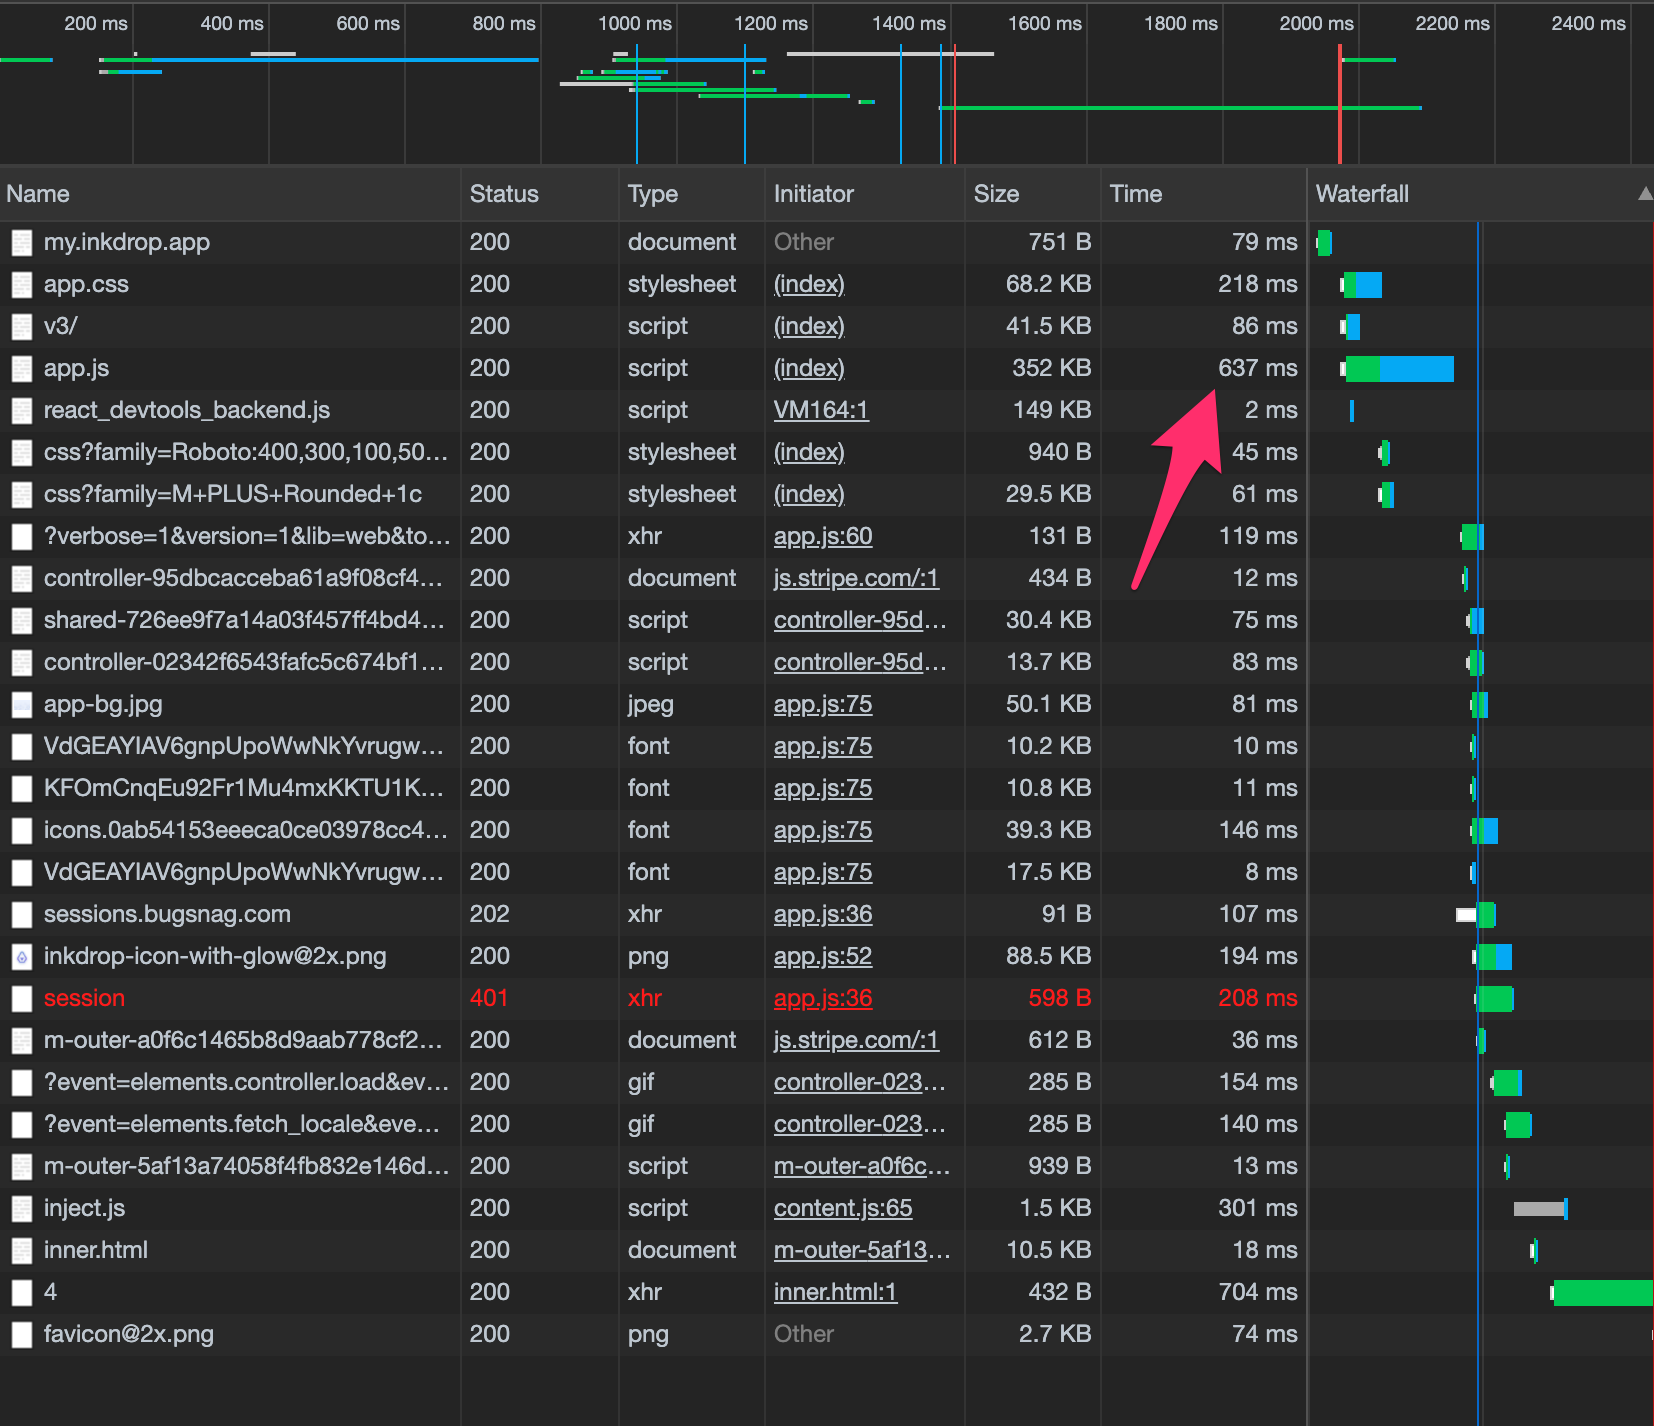 200 ms 400 ms 600 ms 800 ms 1000 ms 1200 ms 1400 ms 1600 ms 1800 ms 2000 ms 2200 ms 2400 ms
Name Status Type Initiator Size Time Waterfall
my.inkdrop.app 200 document Other 751 B 79 ms
app.css 200 stylesheet (index) 68.2 KB 218 ms
v3/ 200 script (index) 41.5 KB 86 ms
app.js 200 script (index) 352 KB 637 ms
react_devtools_backend.js 200 script VM164:1 149 KB 2 ms
css?family=Roboto:400,300,100,50... 200 stylesheet (index) 940 B 45 ms
css?family=M+PLUS+Rounded+1c 200 stylesheet (index) 29.5 KB 61 ms
?verbose=1&version=1&lib=web&to... 200 xhr app.js:60 131 B 119 ms
controller-95dbcacceba61a9f08cf4... 200 document js.stripe.com/:1 434 B 12 ms
shared-726ee9f7a14a03f457ff4bd4... 200 script controller-95d... 30.4 KB 75 ms
controller-02342f6543fafc5c674bf1... 200 script controller-95d... 13.7 KB 83 ms
app-bg.jpg 200 jpeg app.js:75 50.1 KB 81 ms
VdGEAYIAV6gnpUpoWwNkYvrugw... 200 font app.js:75 10.2 KB 10 ms
KFOmCnqEu92Fr1Mu4mxKKTU1K... 200 font app.js:75 10.8 KB 11 ms
icons.0ab54153eeeca0ce03978cc4... 200 font app.js:75 39.3 KB 146 ms
VdGEAYIAV6gnpUpoWwNkYvrugw... 200 font app.js:75 17.5 KB 8 ms
sessions.bugsnag.com 202 xhr app.js:36 91 B 107 ms
inkdrop-icon-with-glow@2x.png 200 png app.js:52 88.5 KB 194 ms
session 401 xhr app.js:36 598 B 208 ms
m-outer-a0f6c1465b8d9aab778cf2... 200 document js.stripe.com/:1 612 B 36 ms
?event=elements.controller.load&ev... 200 gif controller-023... 285 B 154 ms
?event=elements.fetch_locale&eve... 200 gif controller-023... 285 B 140 ms
m-outer-5af13a74058f4fb832e146d... 200 script m-outer-a0f6c... 939 B 13 ms
inject.js 200 script content.js:65 1.5 KB 301 ms
inner.html 200 document m-outer-5af13... 10.5 KB 18 ms
4 200 xhr inner.html:1 432 B 704 ms
favicon@2x.png 200 png Other 2.7 KB 74 ms